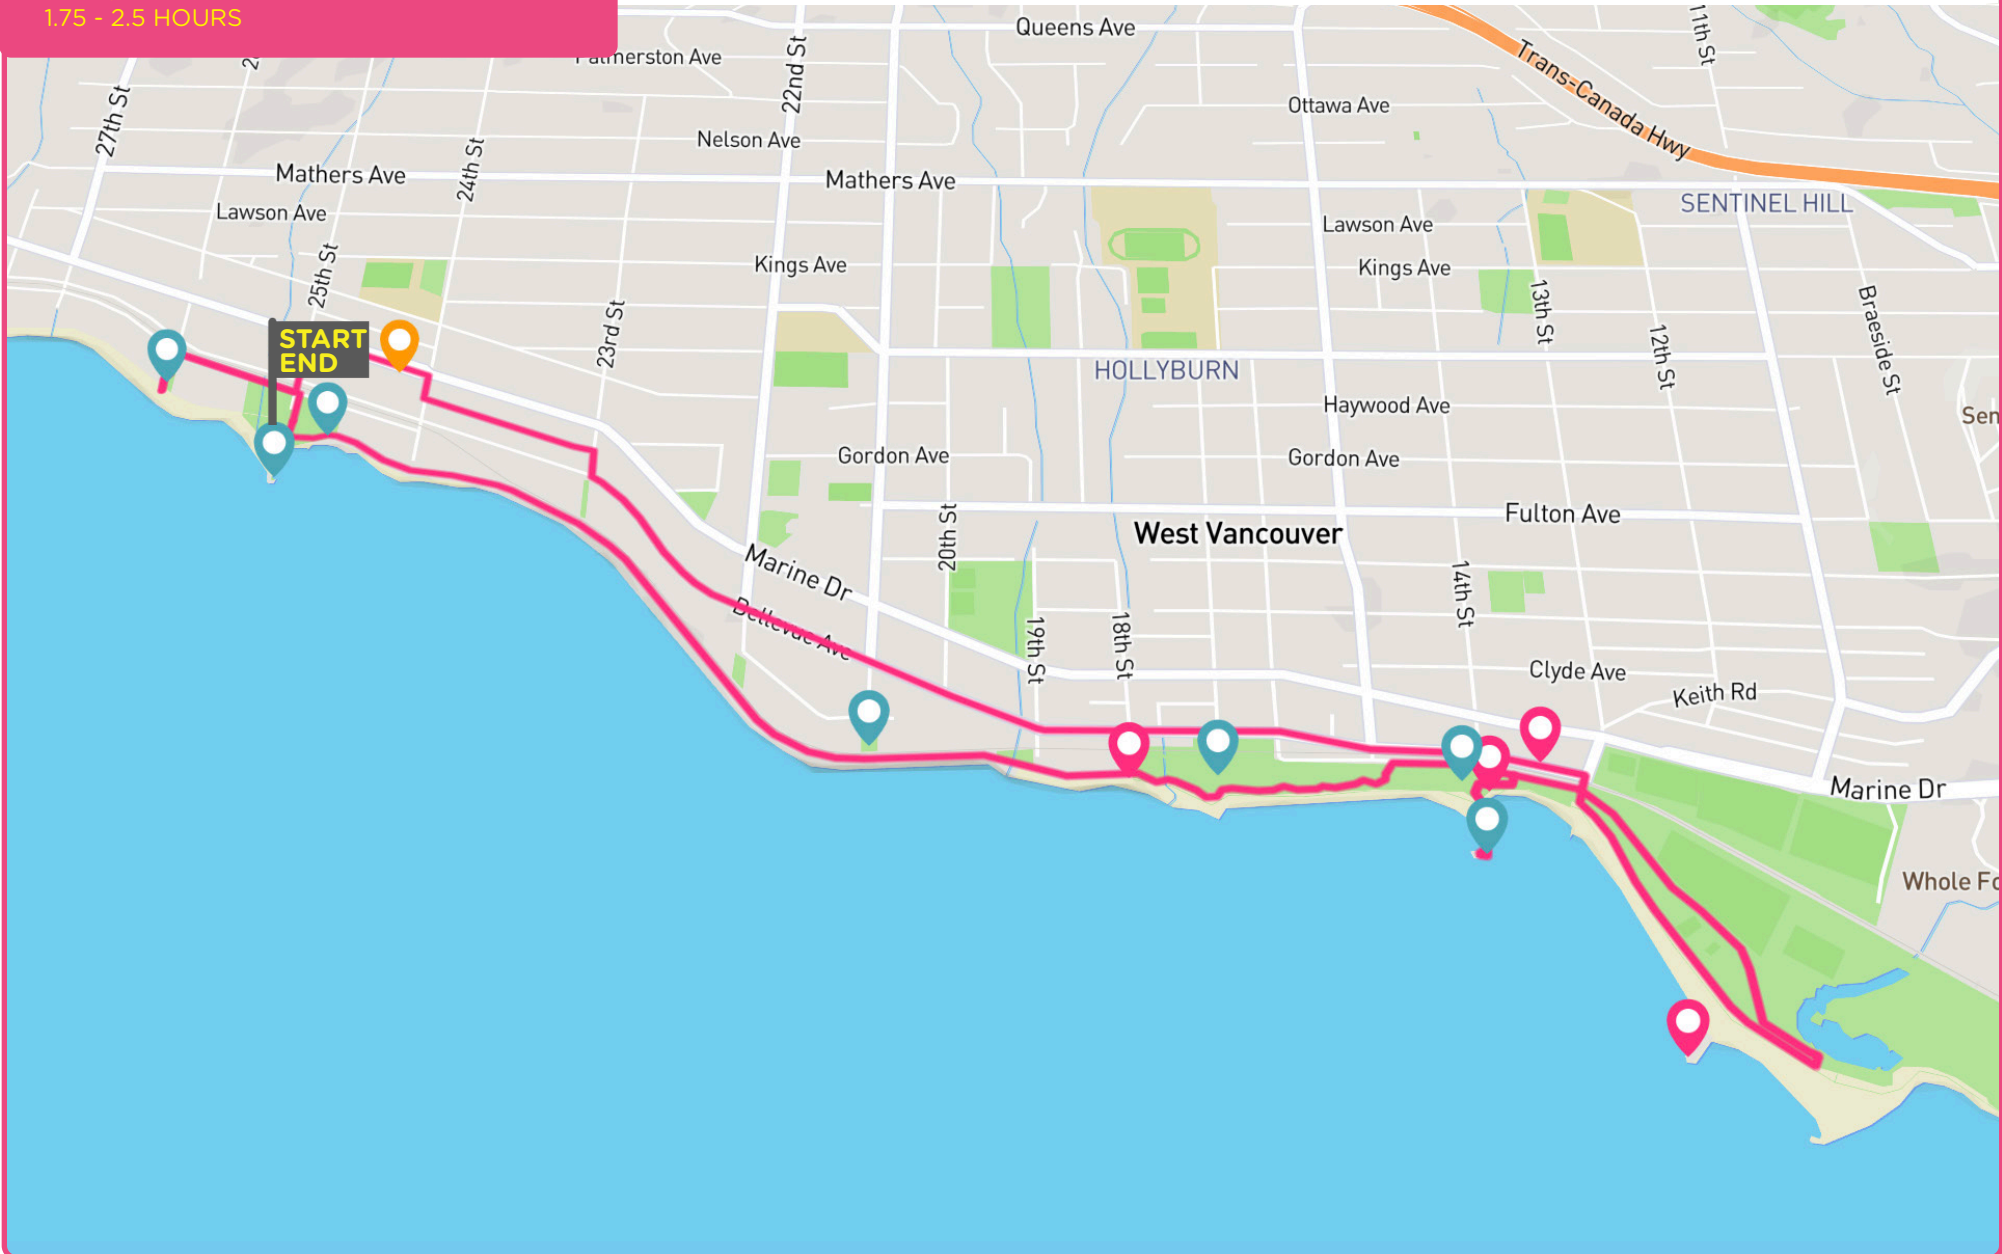 1.75 - 2.5 HOURS
Queens Ave
11th St
22nd St
Trans-Canada Hwy
Ottawa Ave
27th St
Nelson Ave
24th St
Mathers Ave
Mathers Ave
SENTINEL HILL
Lawson Ave
Lawson Ave
25th St
Kings Ave
Kings Ave
13th St
Braeside St
23rd St
12th St
START
END
HOLLYBURN
Haywood Ave
Gordon Ave
Gordon Ave
Fulton Ave
20th St
West Vancouver
Marine Dr
14th St
Bellevue Ave
19th St
18th St
Clyde Ave
Keith Rd
Marine Dr